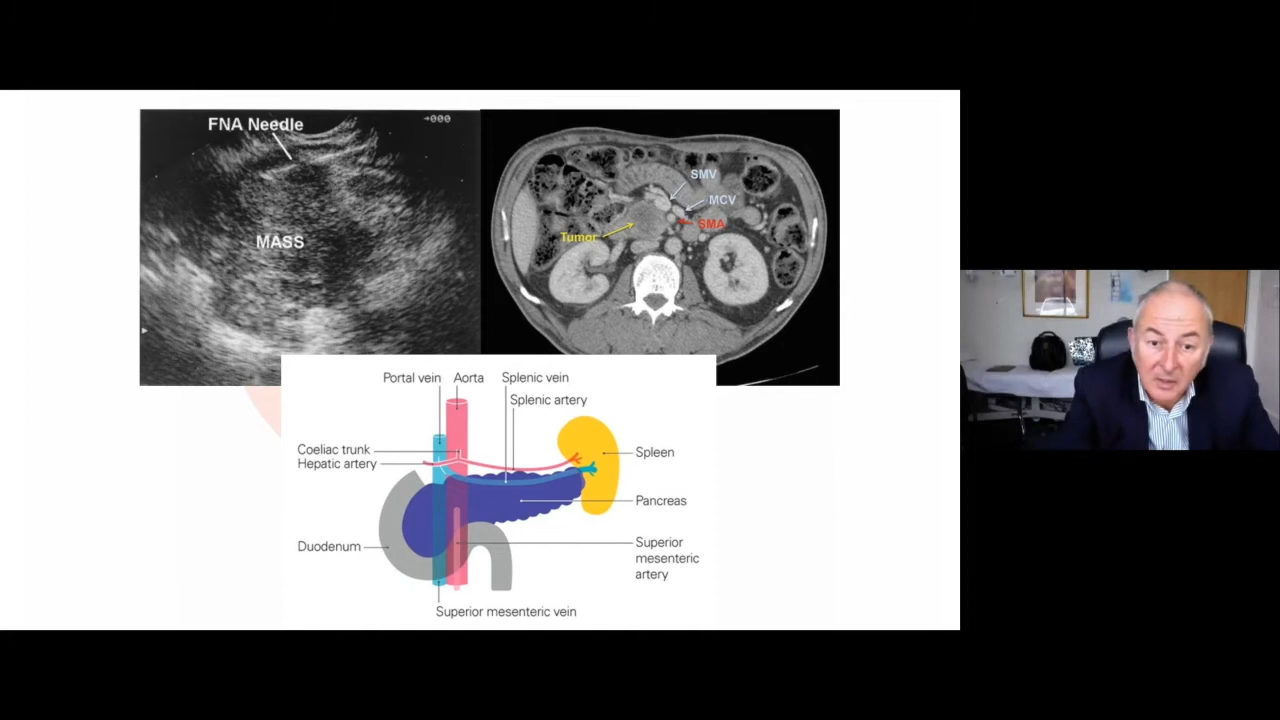 FNA Needle
→000
MASS
SMV
MCV
SMA
Tumor
Portal vein
Aorta
Splenic vein
Splenic artery
Coeliac trunk
Hepatic artery
Spleen
Pancreas
Duodenum
Superior
mesenteric
artery
Superior mesenteric vein